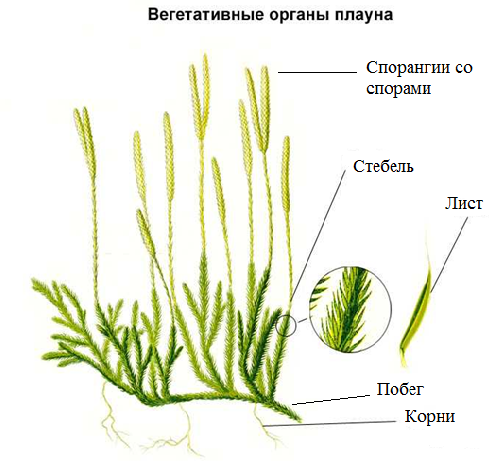 Вегетативные органы плауна
Спорангии со
спорами
Стебель
Лист
Побег
Корни